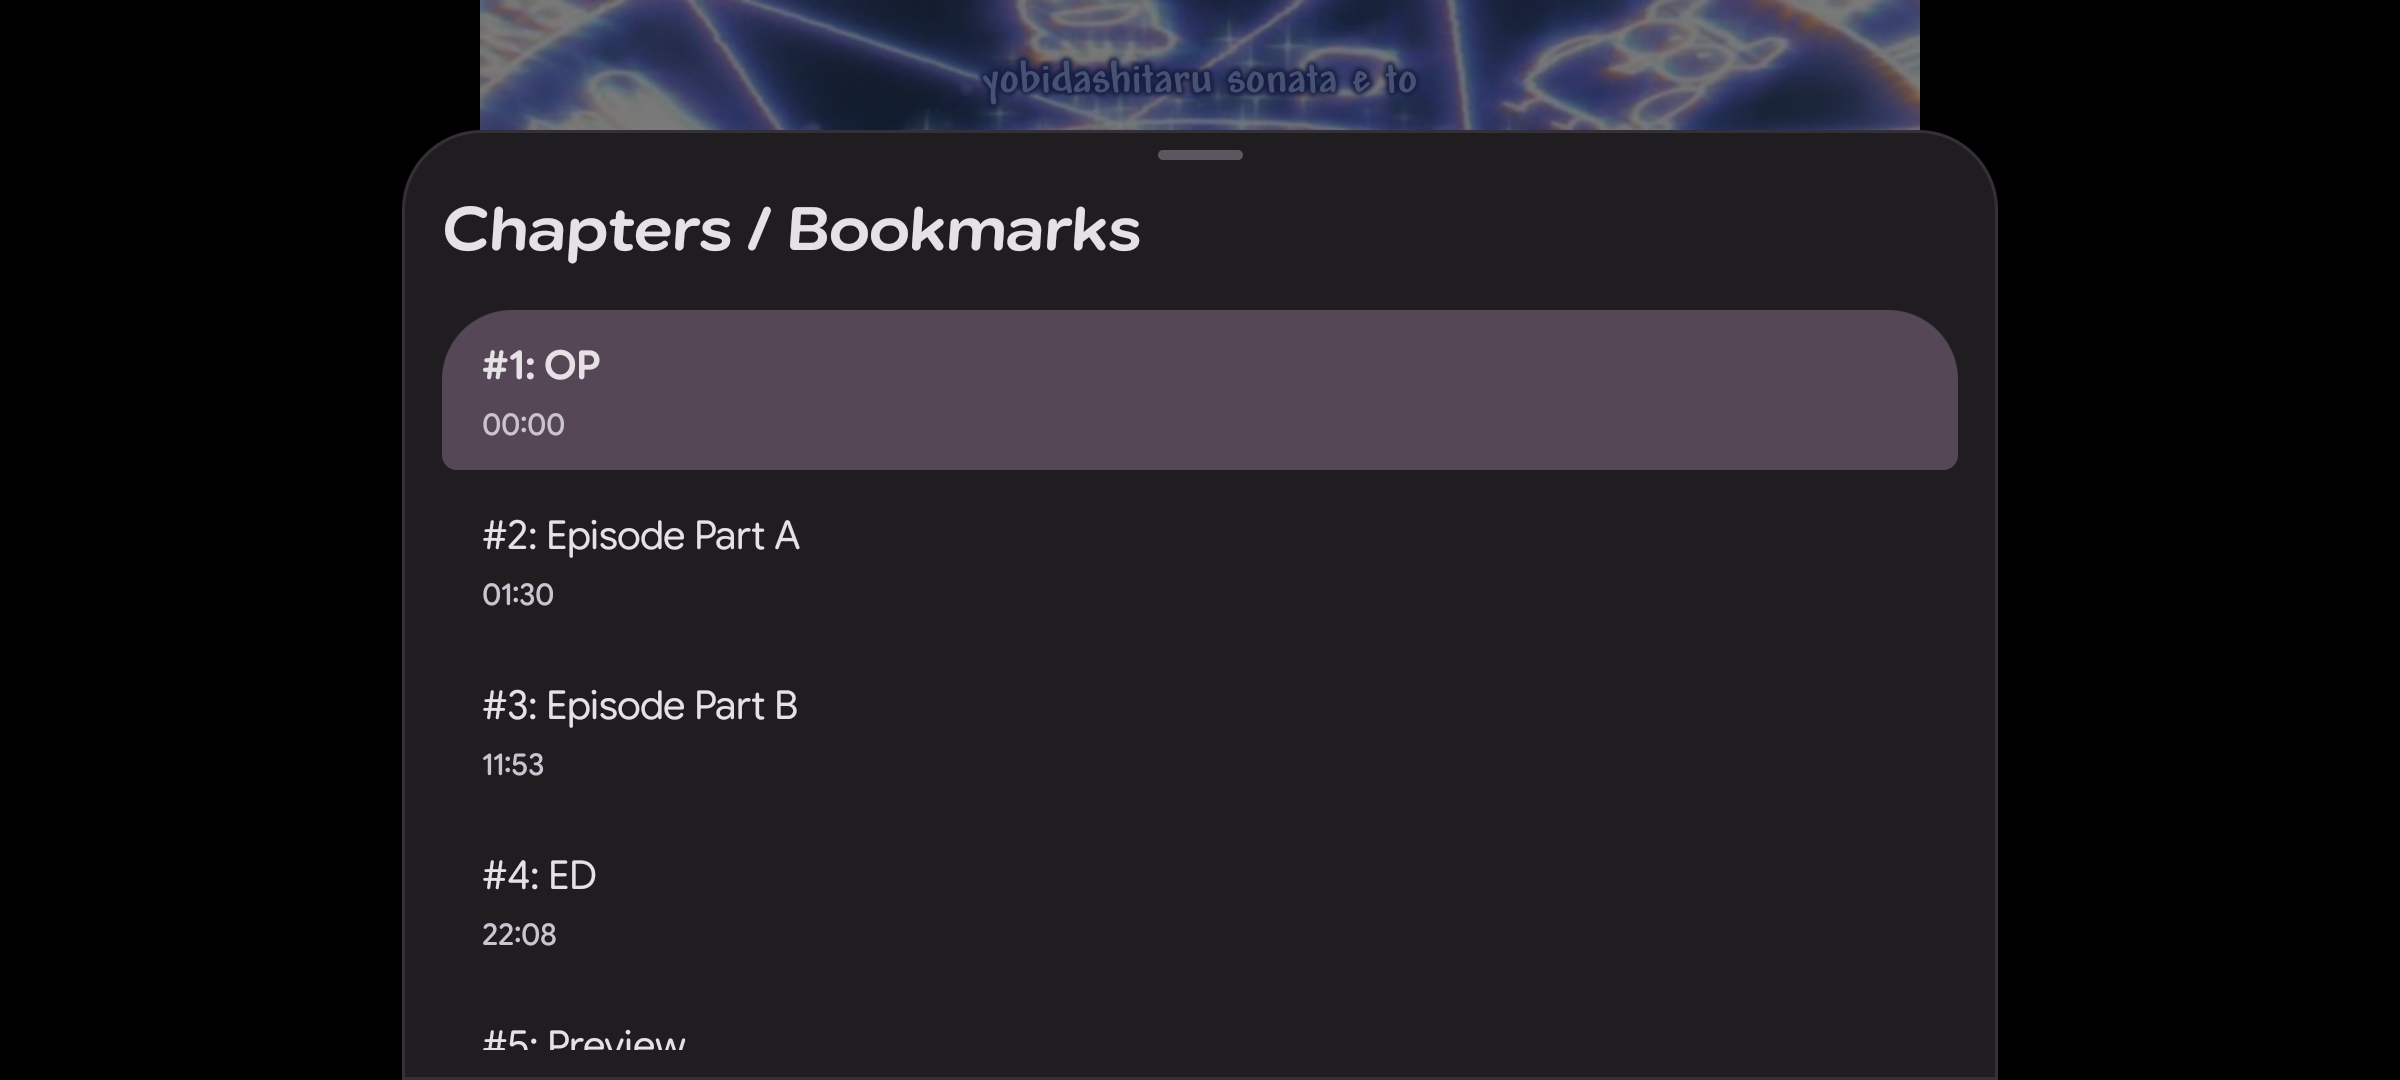 yobidashitaru sonata e to
Chapters / Bookmarks
#1: OP
00:00
#2: Episode Part A
01:30
#3: Episode Part B
11:53
#4: ED
22:08
#5: Preview